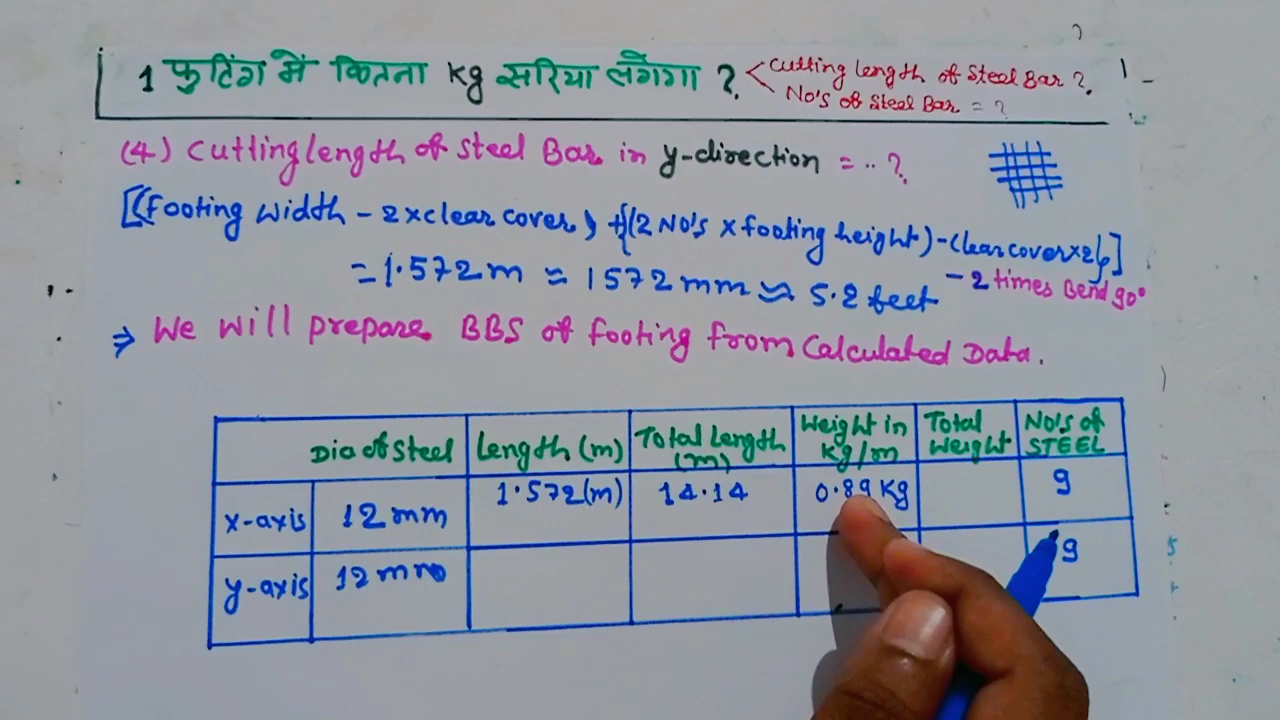 1 फुटिंग में कितना kg सरिया लगेगा ?
cutting length of Steel Bar ?.
No's of Steel Bar = ?
(4) Cutting length of Steel Bar in y-direction = .. ?
[(footing width - 2 x clear cover) + {(2 No's x footing height) - clear cover x 2}]
- 2 times Bend 90°
= 1.572 m ≈ 1572 mm ≈ 5.2 feet
⇒ We will prepare BBS of footing from Calculated Data.
Dia of Steel Length (m) Total Length (m) Weight in kg/m Total Weight No's of STEEL
x-axis 12 mm 1.572(m) 14.14 0.89 Kg 9
y-axis 12 mm 9